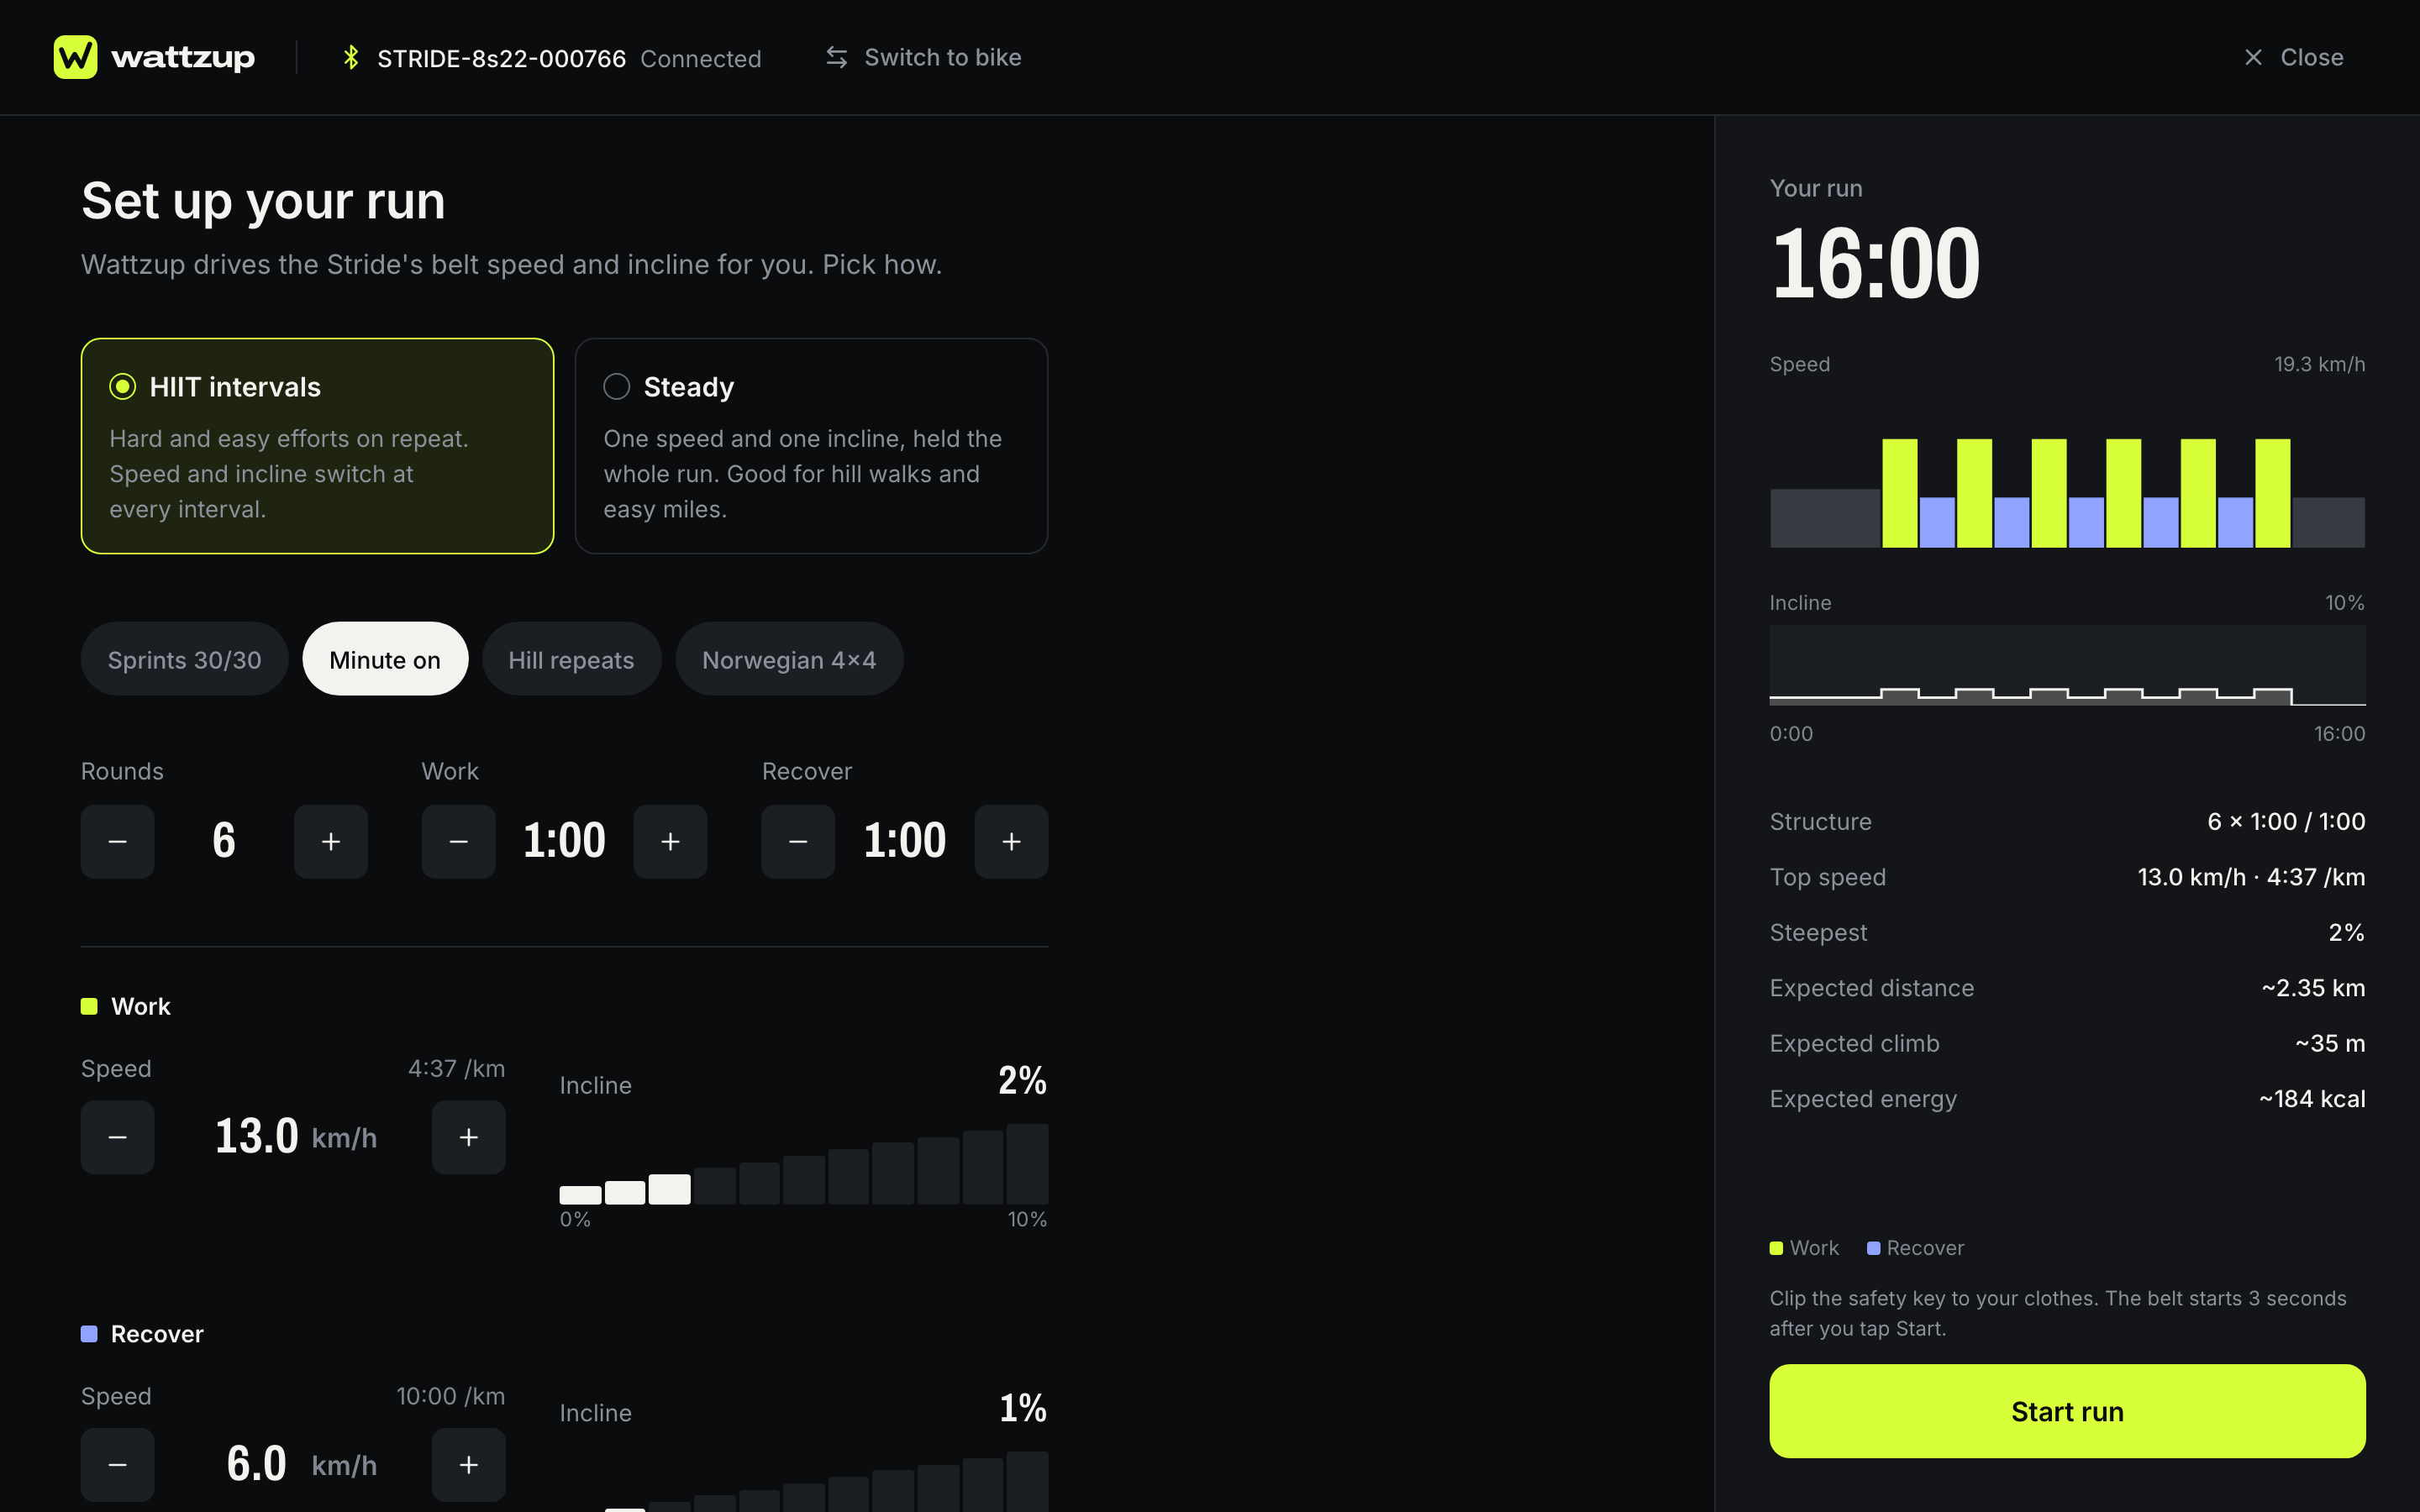 wattzup
STRIDE-8s22-000766 Connected
Switch to bike
Close
Set up your run
Wattzup drives the Stride's belt speed and incline for you. Pick how.
HIIT intervals
Hard and easy efforts on repeat.
Speed and incline switch at
every interval.
Steady
One speed and one incline, held the
whole run. Good for hill walks and
easy miles.
Sprints 30/30
Minute on
Hill repeats
Norwegian 4×4
Rounds
− 6 +
Work
− 1:00 +
Recover
− 1:00 +
Work
Speed 4:37 /km
− 13.0 km/h +
Incline 2%
0% 10%
Recover
Speed 10:00 /km
− 6.0 km/h +
Incline 1%
Your run
16:00
Speed 19.3 km/h
Incline 10%
0:00 16:00
Structure 6 × 1:00 / 1:00
Top speed 13.0 km/h · 4:37 /km
Steepest 2%
Expected distance ~2.35 km
Expected climb ~35 m
Expected energy ~184 kcal
Work Recover
Clip the safety key to your clothes. The belt starts 3 seconds
after you tap Start.
Start run